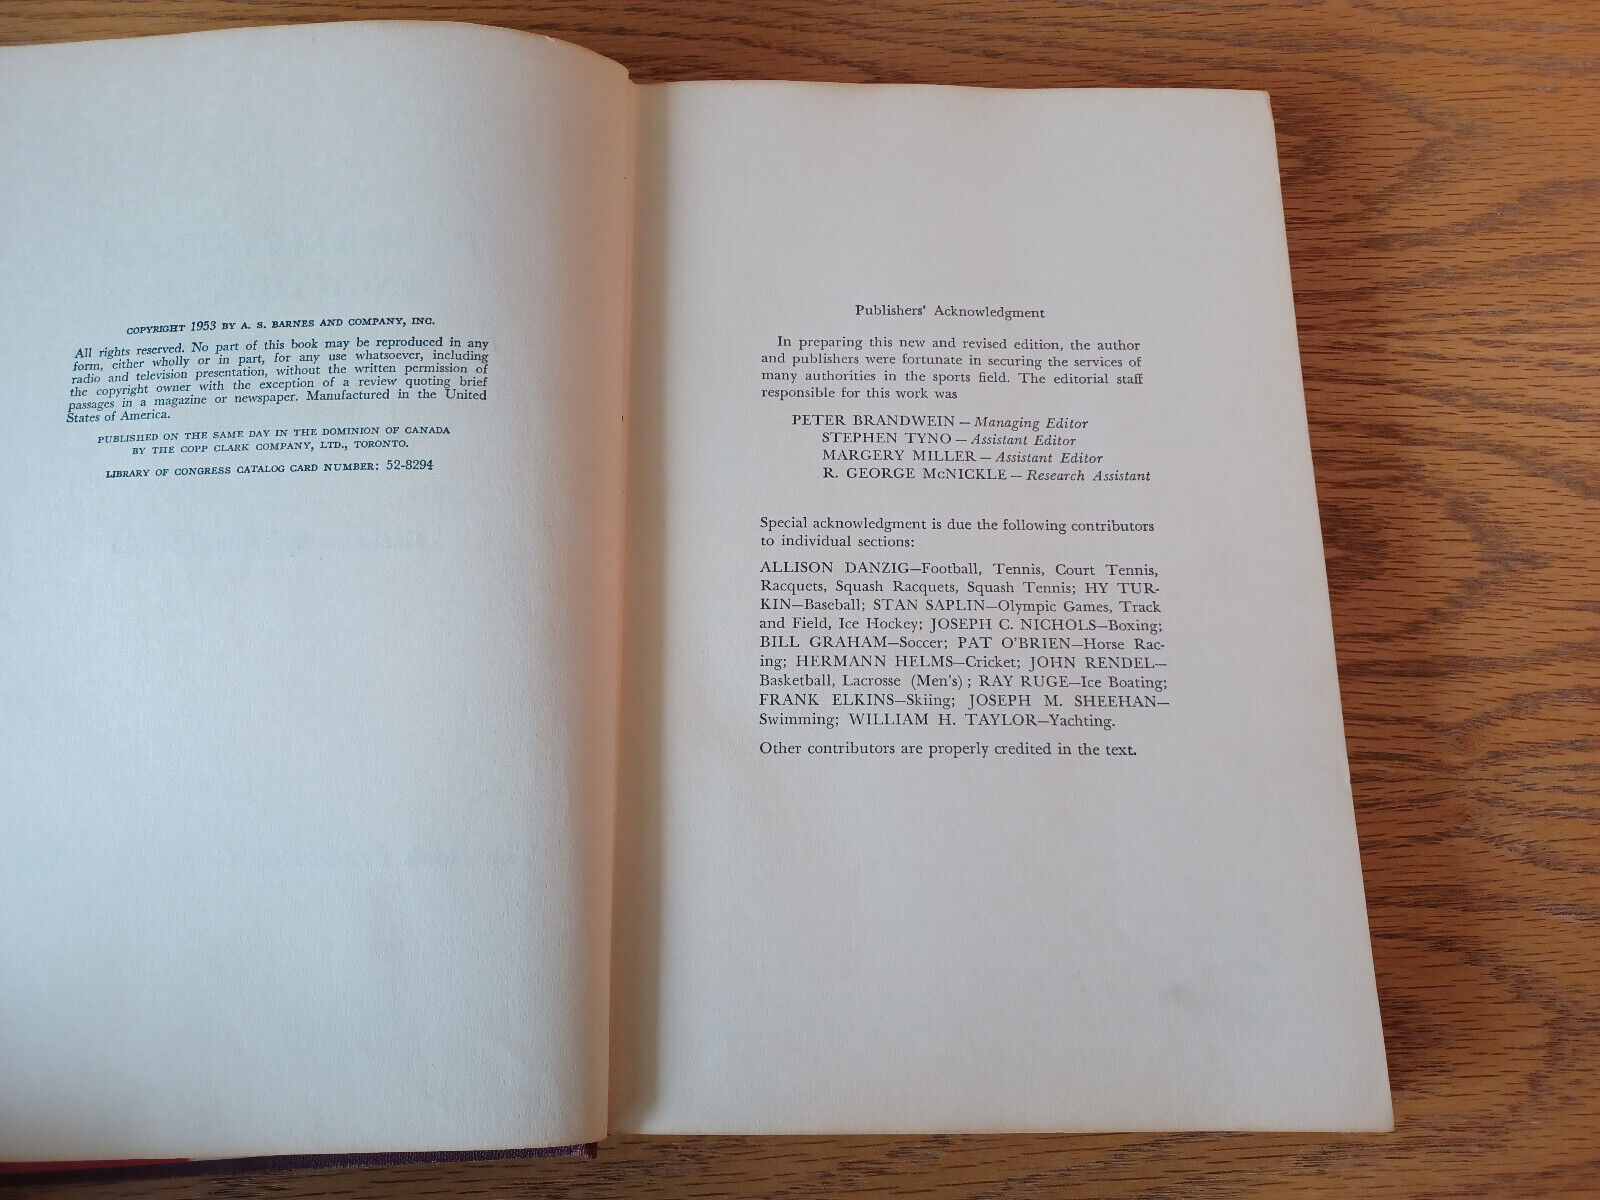 COPYRIGHT 1953 BY A. S. BARNES AND COMPANY, INC.
All rights reserved. No part of this book may be reproduced in any
form, either wholly or in part, for any use whatsoever, including
radio and television presentation, without the written permission of
the copyright owner with the exception of a review quoting brief
passages in a magazine or newspaper. Manufactured in the United
States of America.
PUBLISHED ON THE SAME DAY IN THE DOMINION OF CANADA
BY THE COPP CLARK COMPANY, LTD., TORONTO.
LIBRARY OF CONGRESS CATALOG CARD NUMBER: 52-8294
Publishers' Acknowledgment
In preparing this new and revised edition, the author
and publishers were fortunate in securing the services of
many authorities in the sports field. The editorial staff
responsible for this work was
PETER BRANDWEIN — Managing Editor
STEPHEN TYNO — Assistant Editor
MARGERY MILLER — Assistant Editor
R. GEORGE McNICKLE — Research Assistant
Special acknowledgment is due the following contributors
to individual sections:
ALLISON DANZIG—Football, Tennis, Court Tennis,
Racquets, Squash Racquets, Squash Tennis; HY TUR-
KIN—Baseball; STAN SAPLIN—Olympic Games, Track
and Field, Ice Hockey; JOSEPH C. NICHOLS—Boxing;
BILL GRAHAM—Soccer; PAT O'BRIEN—Horse Rac-
ing; HERMANN HELMS—Cricket; JOHN RENDEL—
Basketball, Lacrosse (Men's) ; RAY RUGE—Ice Boating;
FRANK ELKINS—Skiing; JOSEPH M. SHEEHAN—
Swimming; WILLIAM H. TAYLOR—Yachting.
Other contributors are properly credited in the text.